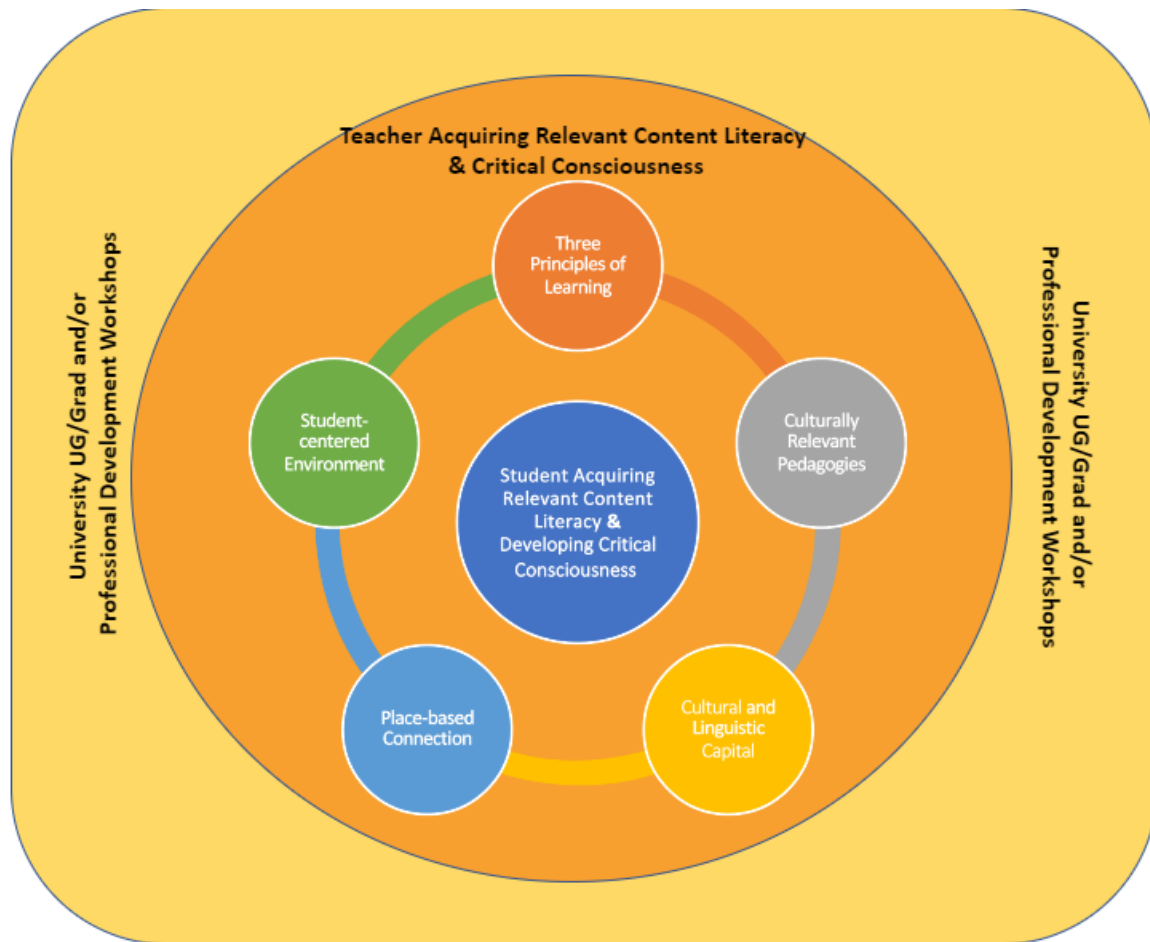 Teacher Acquiring Relevant Content Literacy
& Critical Consciousness
Three
Principles of
Learning
Student-
centered
Environment
Culturally
Relevant
Pedagogies
Student Acquiring
Relevant Content
Literacy & 
Developing Critical
Consciousness
Place-based
Connection
Cultural and
Linguistic
Capital
University UG/Grad and/or
Professional Development Workshops
University UG/Grad and/or
Professional Development Workshops